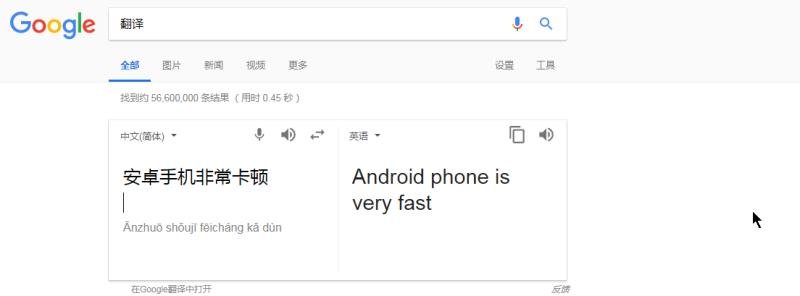 Google
翻译
全部 图片 新闻 视频 更多 设置 工具
找到约 56,600,000 条结果 （用时 0.45 秒）
中文(简体) 英语
安卓手机非常卡顿
Ānzhuō shǒujī fēicháng kǎ dùn
Android phone is
very fast
在Google翻译中打开 反馈